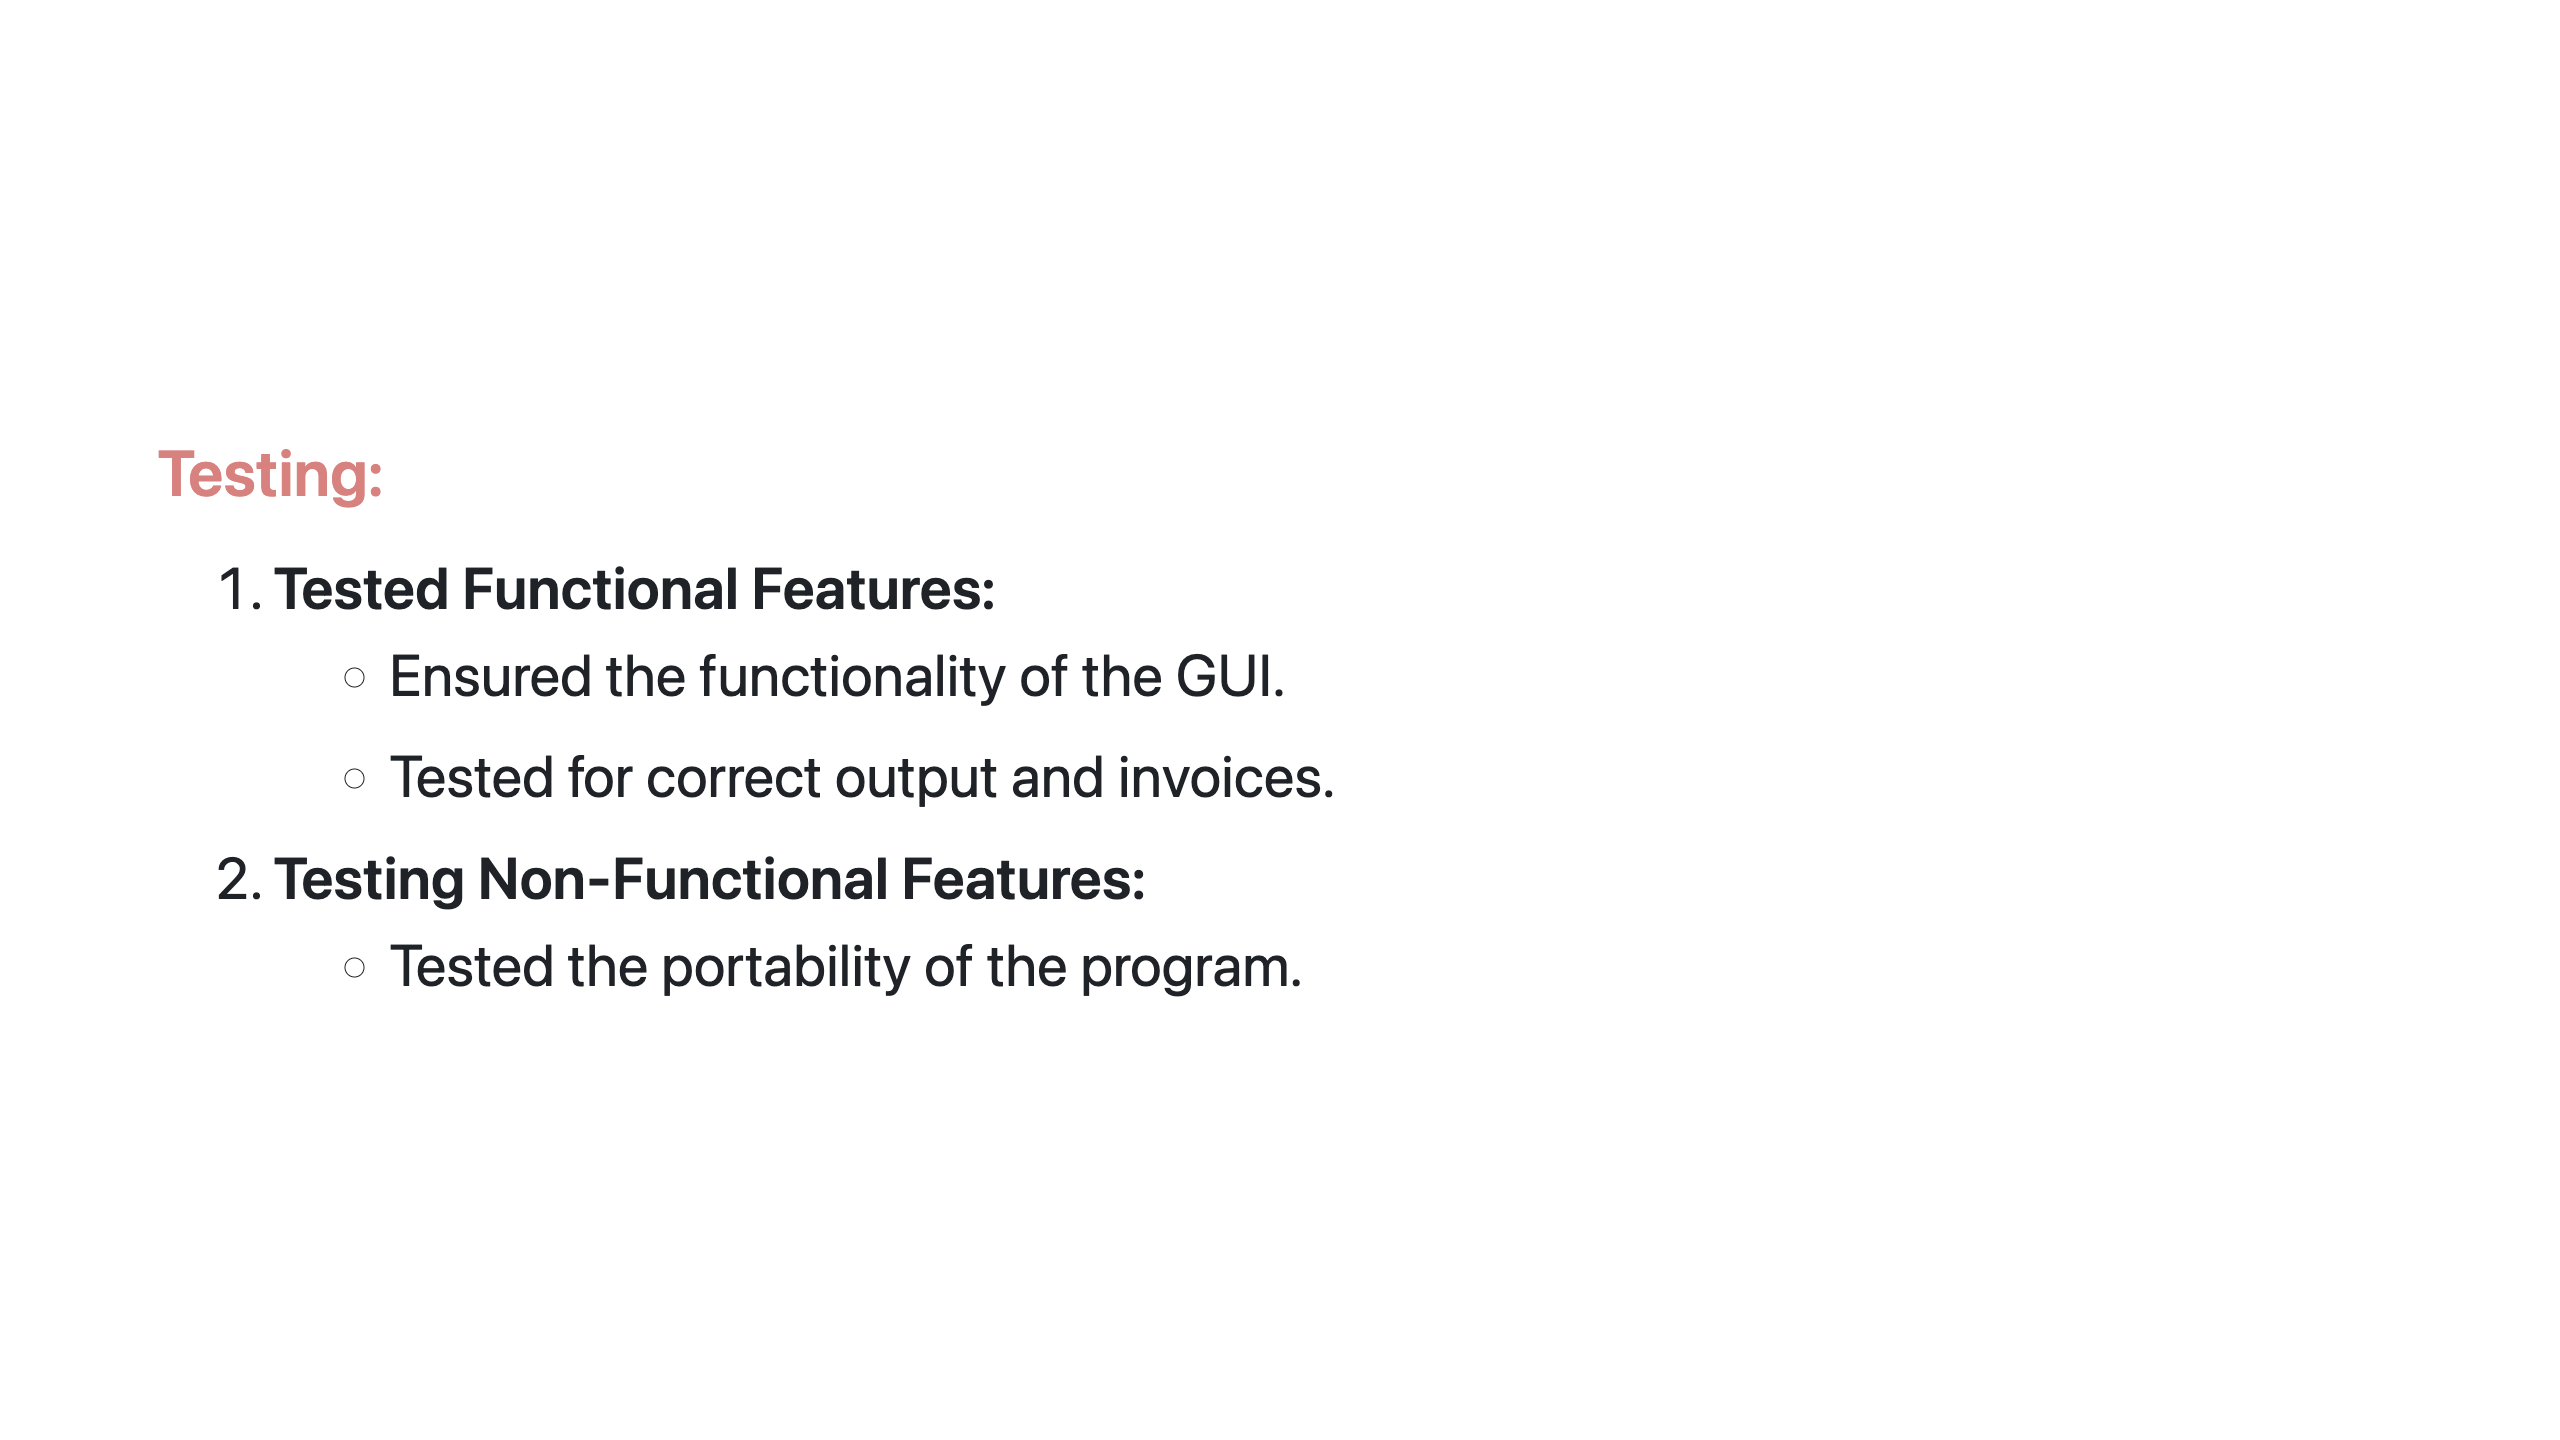 Testing:
1. Tested Functional Features:
○ Ensured the functionality of the GUI.
○ Tested for correct output and invoices.
2. Testing Non-Functional Features:
○ Tested the portability of the program.